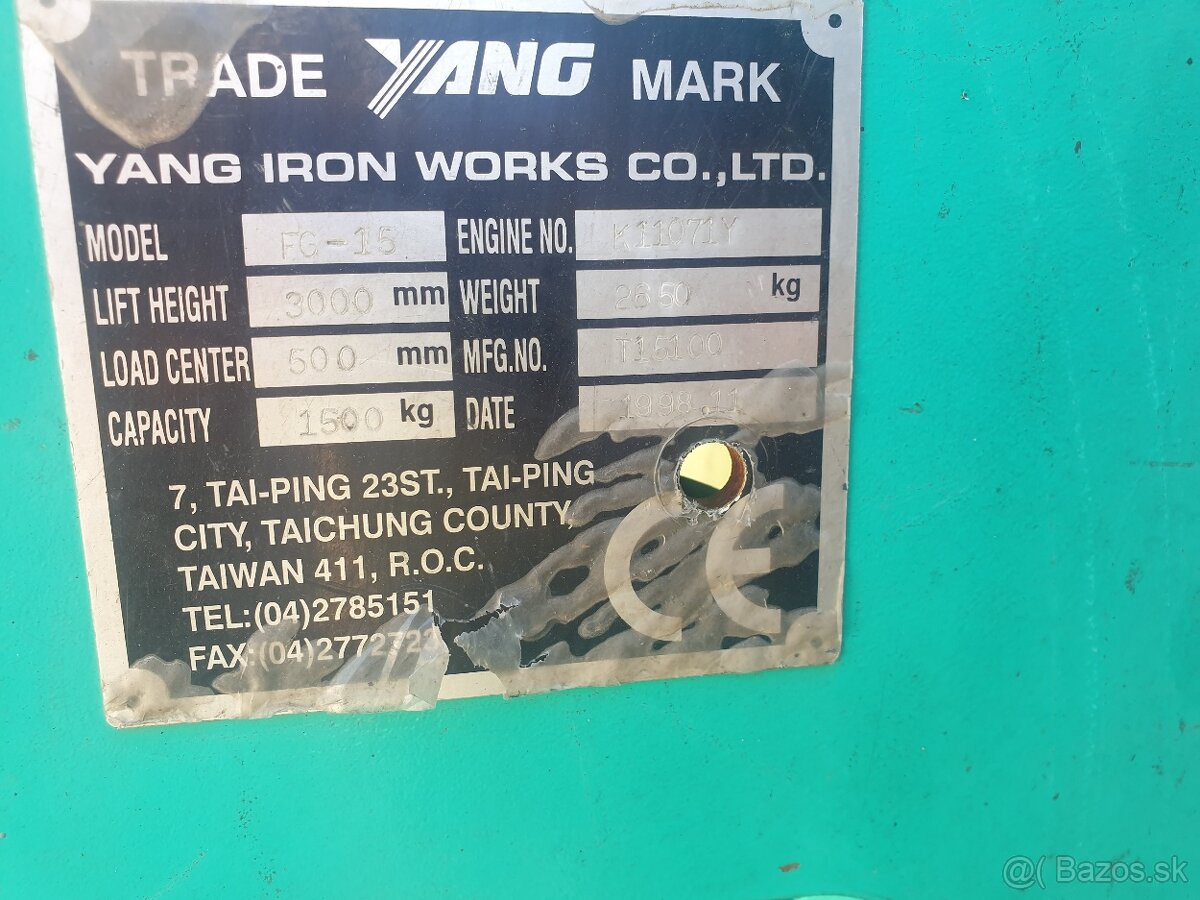 TRADE YANG MARK
YANG IRON WORKS CO.,LTD.
MODEL FG-15 ENGINE NO. K11071Y
LIFT HEIGHT 3000 mm WEIGHT 2650 kg
LOAD CENTER 500 mm MFG.NO. T15100
CAPACITY 1500 kg DATE 1998.11
7, TAI-PING 23ST., TAI-PING
CITY, TAICHUNG COUNTY,
TAIWAN 411, R.O.C.
TEL:(04)2785151
FAX:
CE
@( Bazos.sk